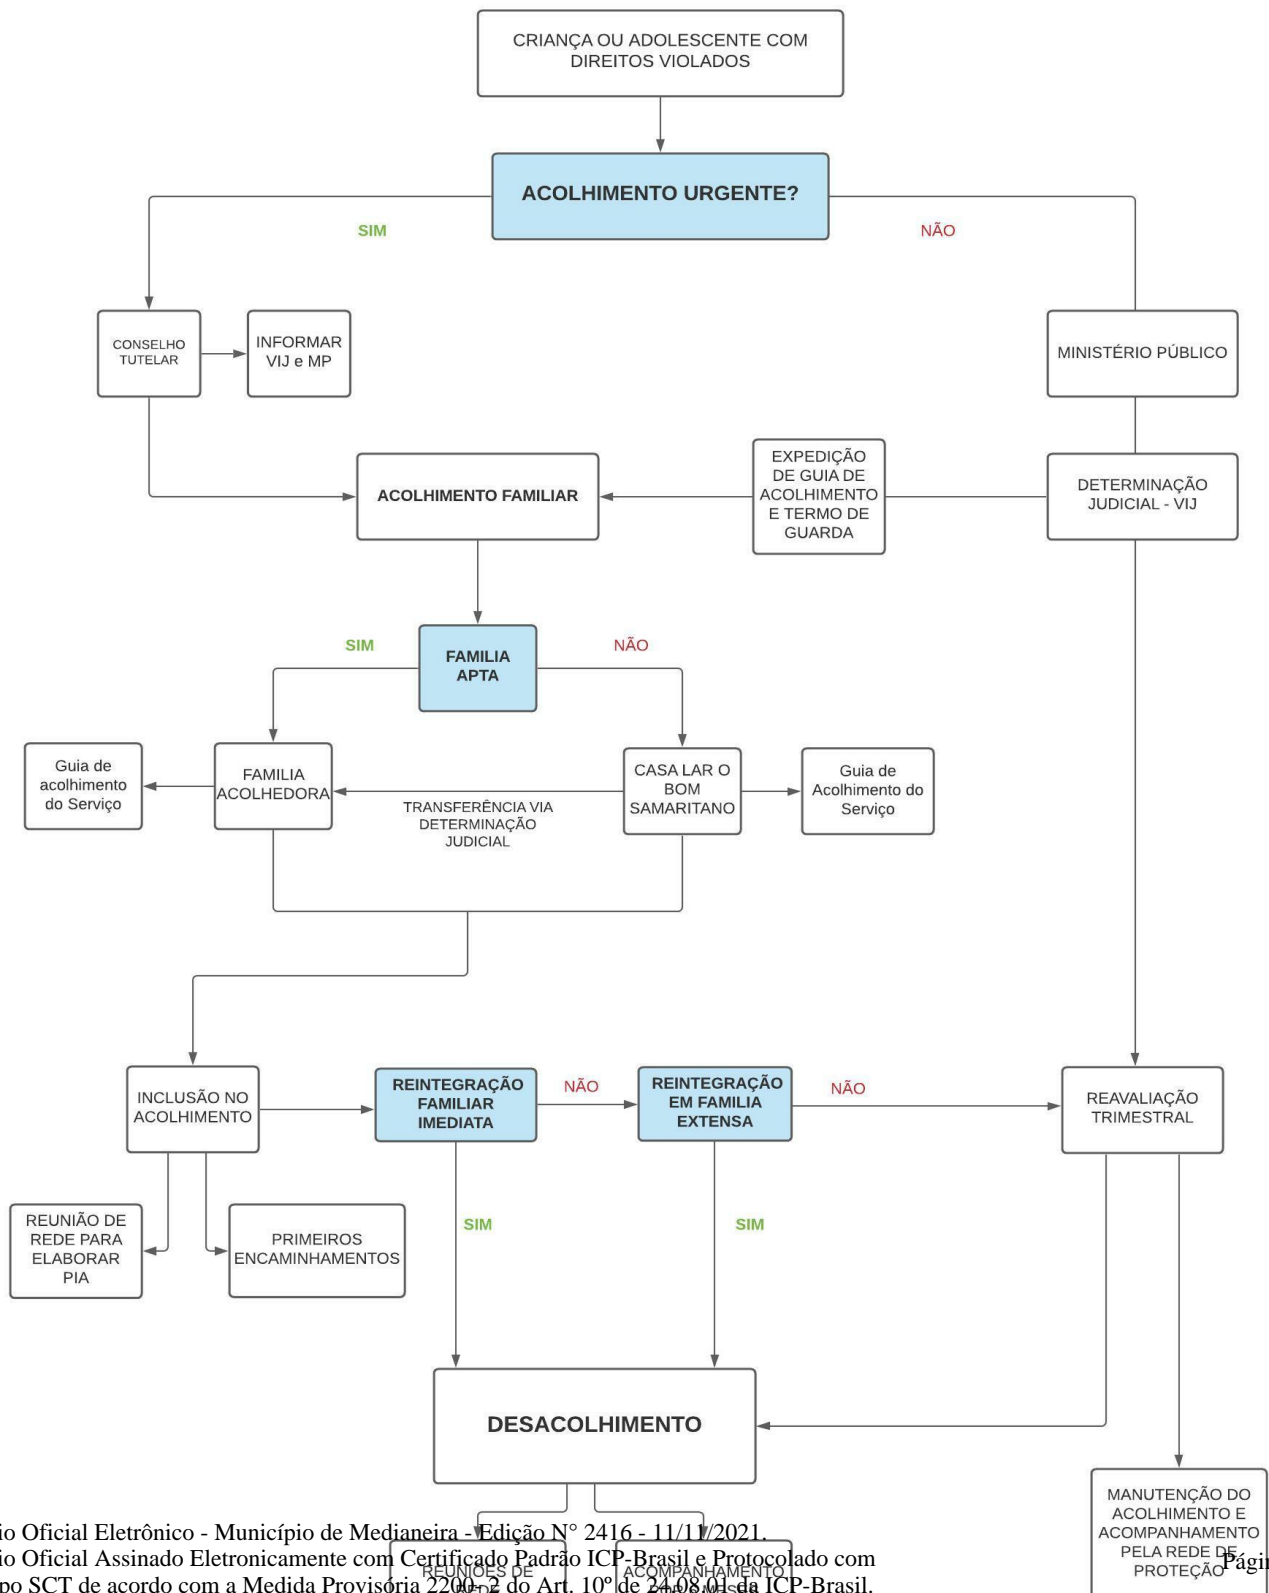 CRIANÇA OU ADOLESCENTE COM
DIREITOS VIOLADOS
ACOLHIMENTO URGENTE?
SIM
NÃO
CONSELHO
TUTELAR
INFORMAR
VIJ e MP
MINISTÉRIO PÚBLICO
ACOLHIMENTO FAMILIAR
EXPEDIÇÃO
DE GUIA DE
ACOLHIMENTO
E TERMO DE
GUARDA
DETERMINAÇÃO
JUDICIAL - VIJ
SIM
FAMILIA
APTA
NÃO
Guia de
acolhimento
do Serviço
FAMILIA
ACOLHEDORA
TRANSFERÊNCIA VIA
DETERMINAÇÃO
JUDICIAL
CASA LAR O
BOM
SAMARITANO
Guia de
Acolhimento do
Serviço
INCLUSÃO NO
ACOLHIMENTO
REINTEGRAÇÃO
FAMILIAR
IMEDIATA
NÃO
REINTEGRAÇÃO
EM FAMILIA
EXTENSA
NÃO
REAVALIAÇÃO
TRIMESTRAL
REUNIÃO DE
REDE PARA
ELABORAR
PIA
PRIMEIROS
ENCAMINHAMENTOS
SIM
SIM
DESACOLHIMENTO
MANUTENÇÃO DO
ACOLHIMENTO E
ACOMPANHAMENTO
PELA REDE DE
PROTEÇÃO
REUNIÕES DE
REDE
ACOMPANHAMENTO
io Oficial Eletrônico - Município de Medianeira - Edição N° 2416 - 11/11/2021.
io Oficial Assinado Eletronicamente com Certificado Padrão ICP-Brasil e Protocolado com
po SCT de acordo com a Medida Provisória 2200-2 do Art. 10º de 24.08.01 da ICP-Brasil.
Págin